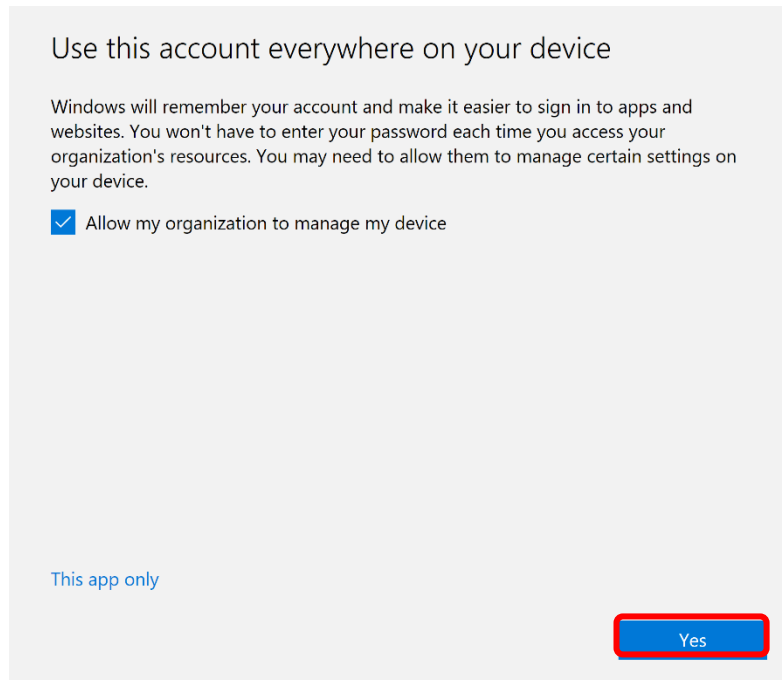 Use this account everywhere on your device
Windows will remember your account and make it easier to sign in to apps and
websites. You won't have to enter your password each time you access your
organization's resources. You may need to allow them to manage certain settings on
your device.
Allow my organization to manage my device
This app only
Yes